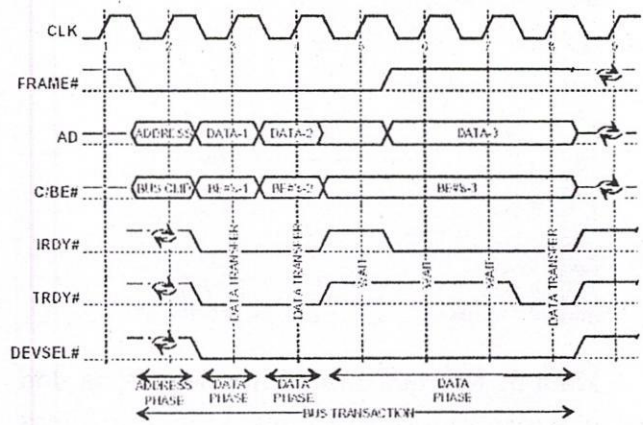 CLK
1 2 3 4 5 6 7 8 9
FRAME#
AD ADDRESS DATA-1 DATA-2 DATA-3
C/BE# BUS CMD BE#'s-1 BE#'s-2 BE#'s-3
IRDY#
TRDY#
DEVSEL#
DATA TRANSFER
DATA TRANSFER
WAIT
WAIT
WAIT
DATA TRANSFER
ADDRESS PHASE
DATA PHASE
DATA PHASE
DATA PHASE
BUS TRANSACTION